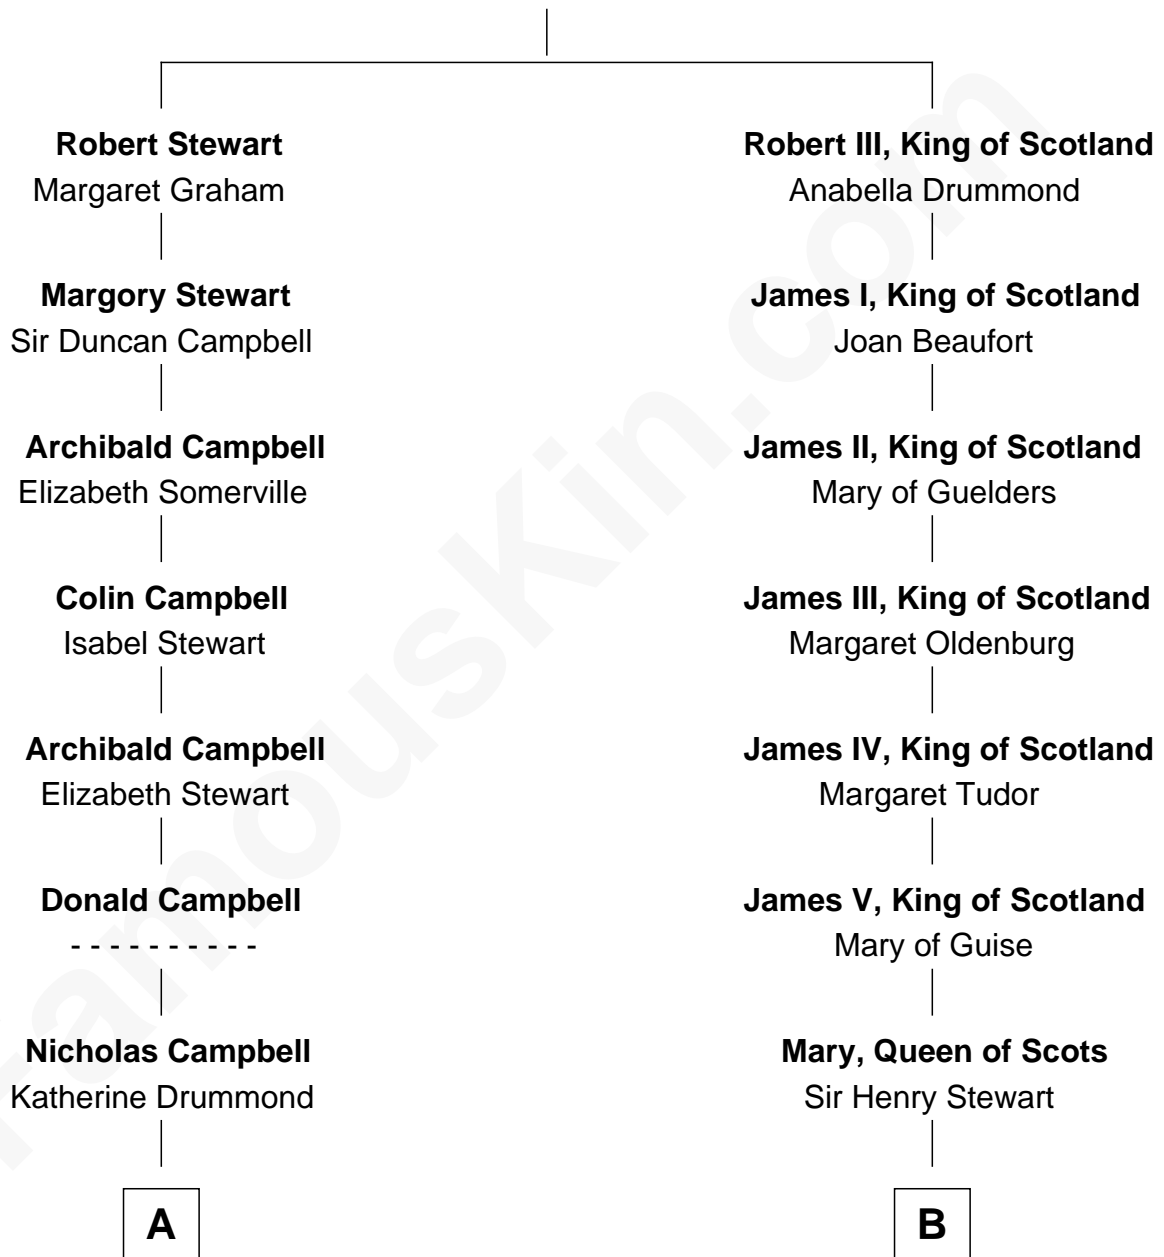 Robert Stewart
Margaret Graham
Margory Stewart
Sir Duncan Campbell
Archibald Campbell
Elizabeth Somerville
Colin Campbell
Isabel Stewart
Archibald Campbell
Elizabeth Stewart
Donald Campbell
- - - - - - - - - -
Nicholas Campbell
Katherine Drummond
A
Robert III, King of Scotland
Anabella Drummond
James I, King of Scotland
Joan Beaufort
James II, King of Scotland
Mary of Guelders
James III, King of Scotland
Margaret Oldenburg
James IV, King of Scotland
Margaret Tudor
James V, King of Scotland
Mary of Guise
Mary, Queen of Scots
Sir Henry Stewart
B
FamousKin.com